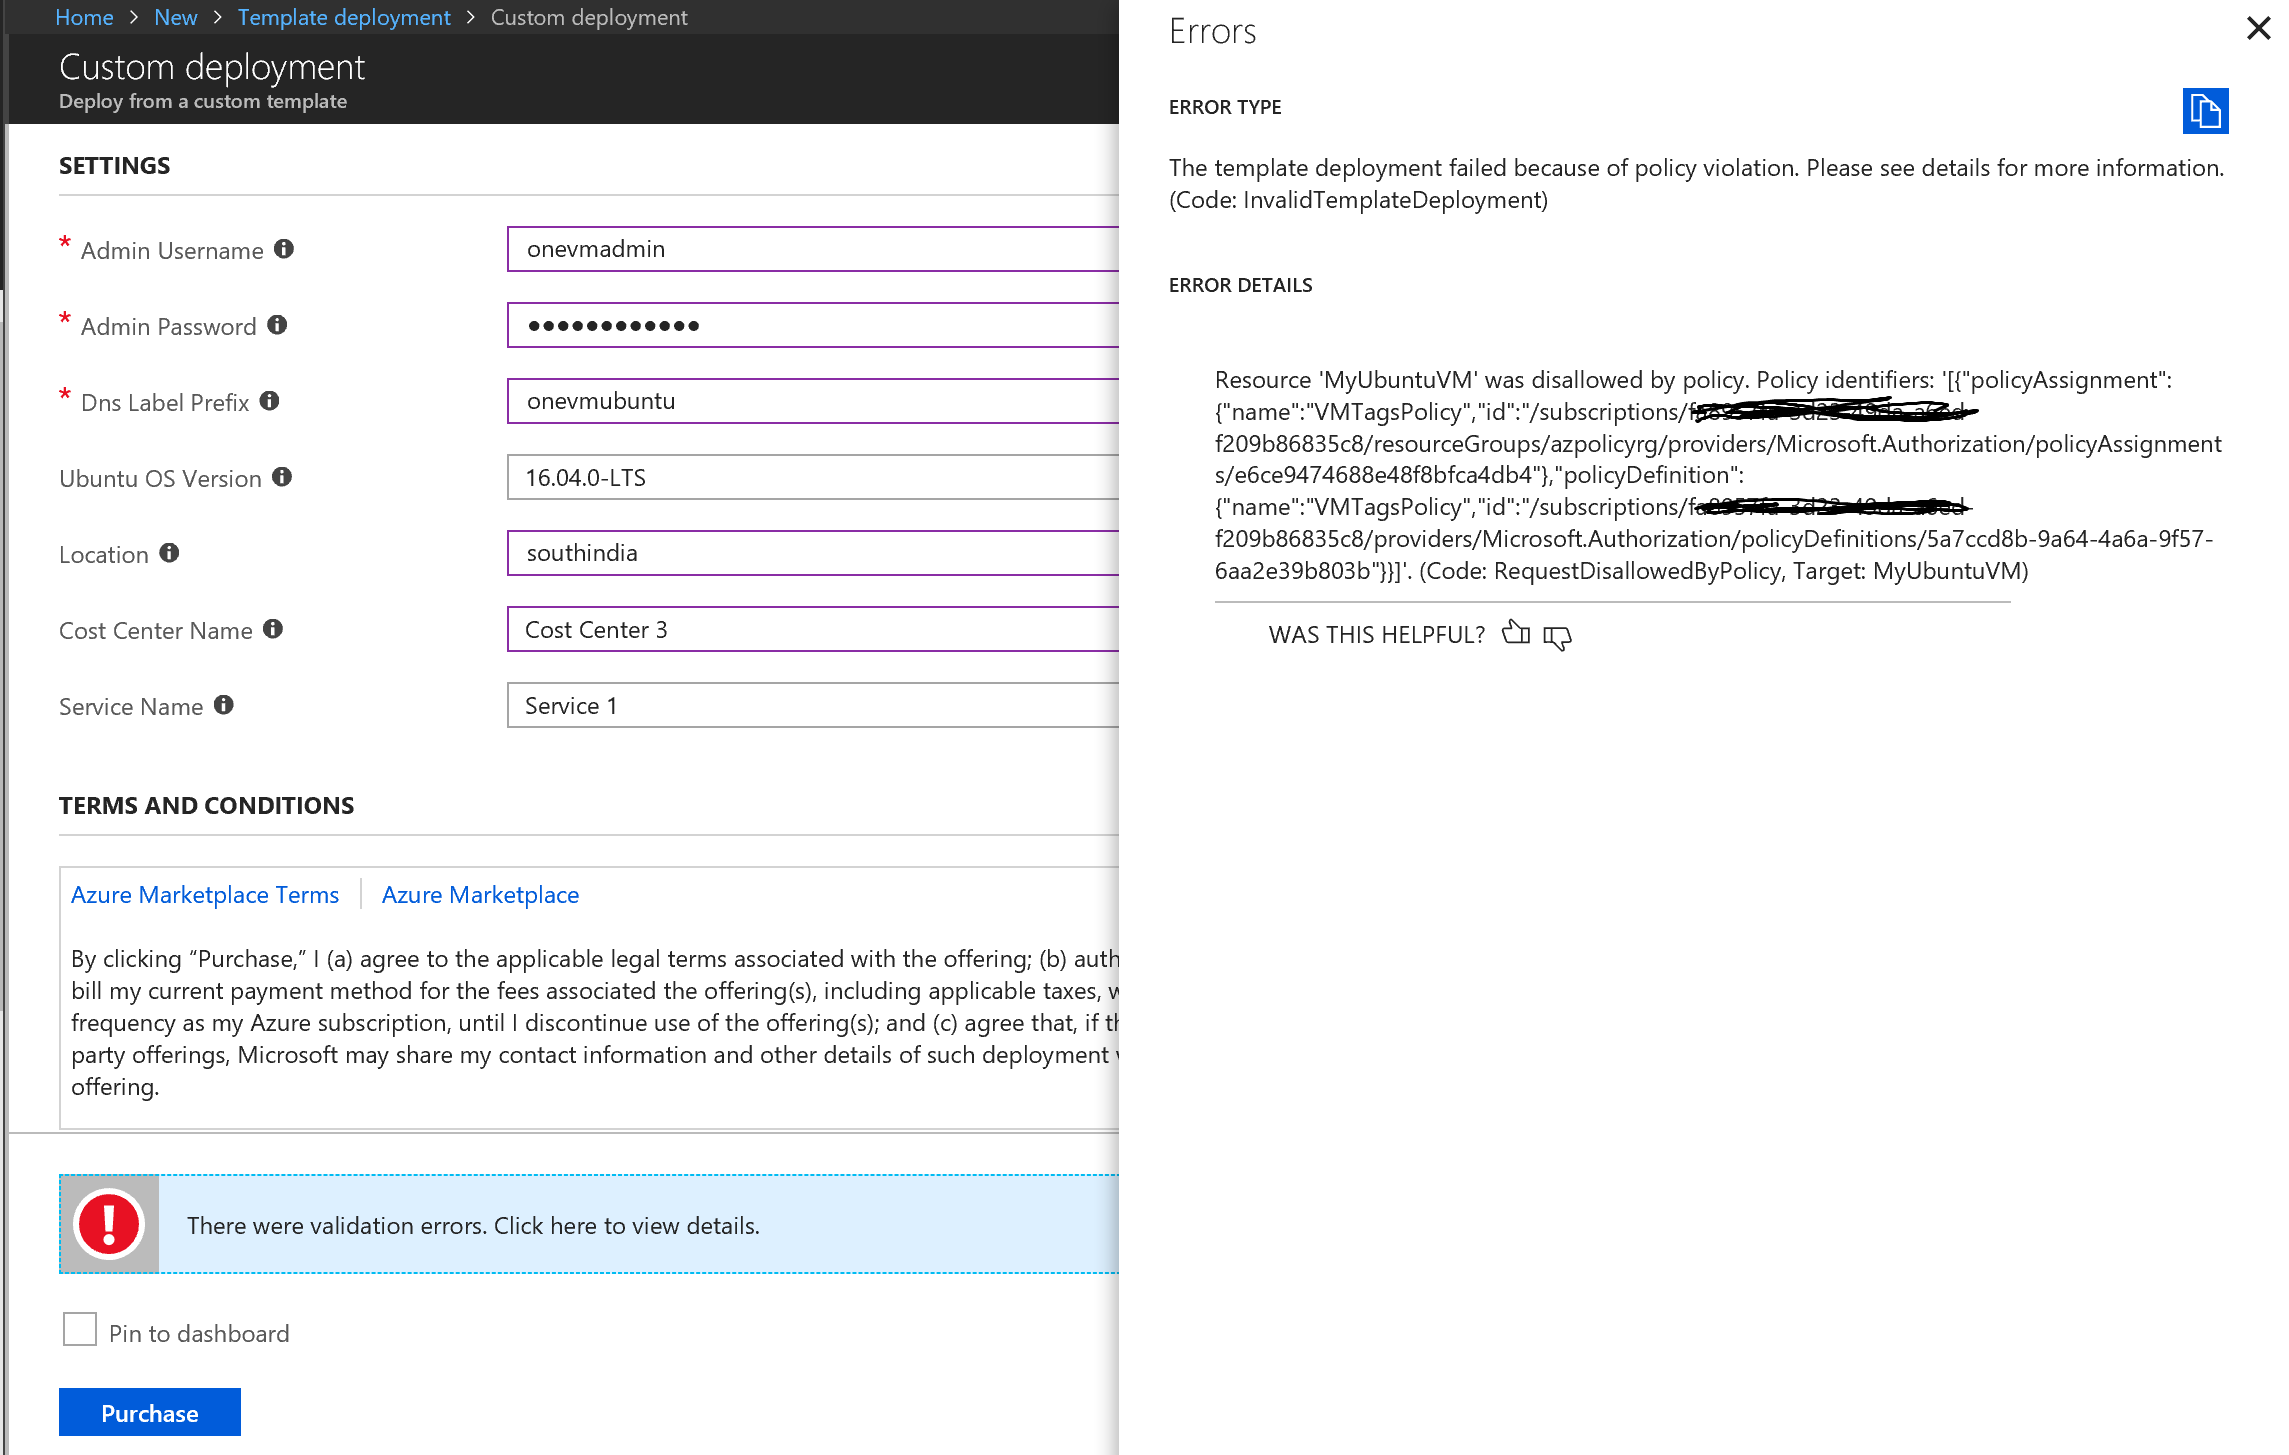 Home > New > Template deployment > Custom deployment
Custom deployment
Deploy from a custom template
SETTINGS
* Admin Username
onevmadmin
* Admin Password
••••••••••••
* Dns Label Prefix
onevmubuntu
Ubuntu OS Version
16.04.0-LTS
Location
southindia
Cost Center Name
Cost Center 3
Service Name
Service 1
TERMS AND CONDITIONS
Azure Marketplace Terms | Azure Marketplace
By clicking “Purchase,” I (a) agree to the applicable legal terms associated with the offering; (b) auth
bill my current payment method for the fees associated the offering(s), including applicable taxes, w
frequency as my Azure subscription, until I discontinue use of the offering(s); and (c) agree that, if th
party offerings, Microsoft may share my contact information and other details of such deployment
offering.
There were validation errors. Click here to view details.
Pin to dashboard
Purchase
Errors
ERROR TYPE
The template deployment failed because of policy violation. Please see details for more information.
(Code: InvalidTemplateDeployment)
ERROR DETAILS
Resource 'MyUbuntuVM' was disallowed by policy. Policy identifiers: '[{"policyAssignment":
{"name":"VMTagsPolicy","id":"/subscriptions/
f209b86835c8/resourceGroups/azpolicyrg/providers/Microsoft.Authorization/policyAssignment
s/e6ce9474688e48f8bfca4db4"},"policyDefinition":
{"name":"VMTagsPolicy","id":"/subscriptions/
f209b86835c8/providers/Microsoft.Authorization/policyDefinitions/5a7ccd8b-9a64-4a6a-9f57-
6aa2e39b803b"}}]'. (Code: RequestDisallowedByPolicy, Target: MyUbuntuVM)
WAS THIS HELPFUL?